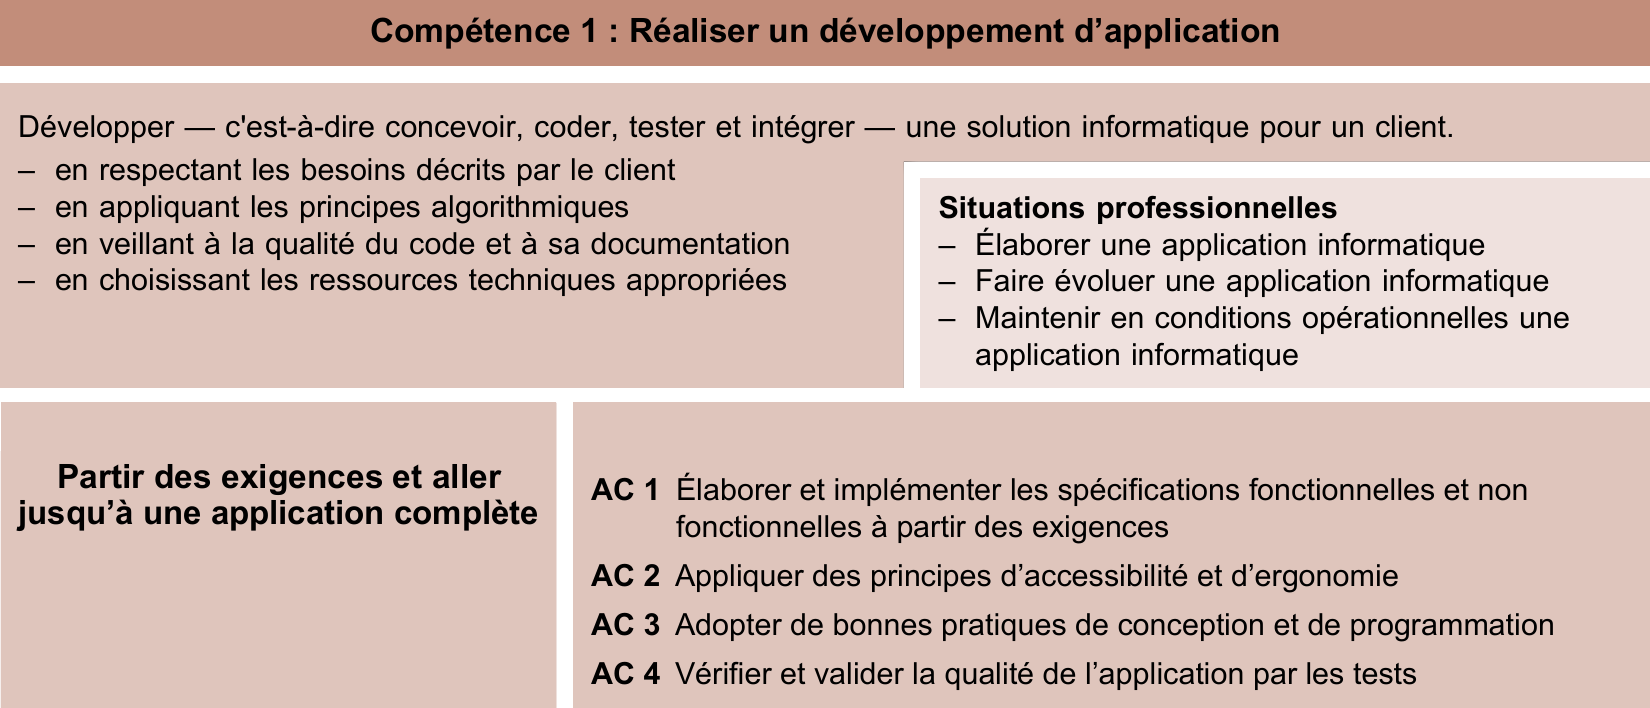 Compétence 1 : Réaliser un développement d’application
Développer — c'est-à-dire concevoir, coder, tester et intégrer — une solution informatique pour un client.
– en respectant les besoins décrits par le client
– en appliquant les principes algorithmiques
– en veillant à la qualité du code et à sa documentation
– en choisissant les ressources techniques appropriées
Situations professionnelles
– Élaborer une application informatique
– Faire évoluer une application informatique
– Maintenir en conditions opérationnelles une
application informatique
Partir des exigences et aller
jusqu’à une application complète
AC 1 Élaborer et implémenter les spécifications fonctionnelles et non
fonctionnelles à partir des exigences
AC 2 Appliquer des principes d’accessibilité et d’ergonomie
AC 3 Adopter de bonnes pratiques de conception et de programmation
AC 4 Vérifier et valider la qualité de l’application par les tests